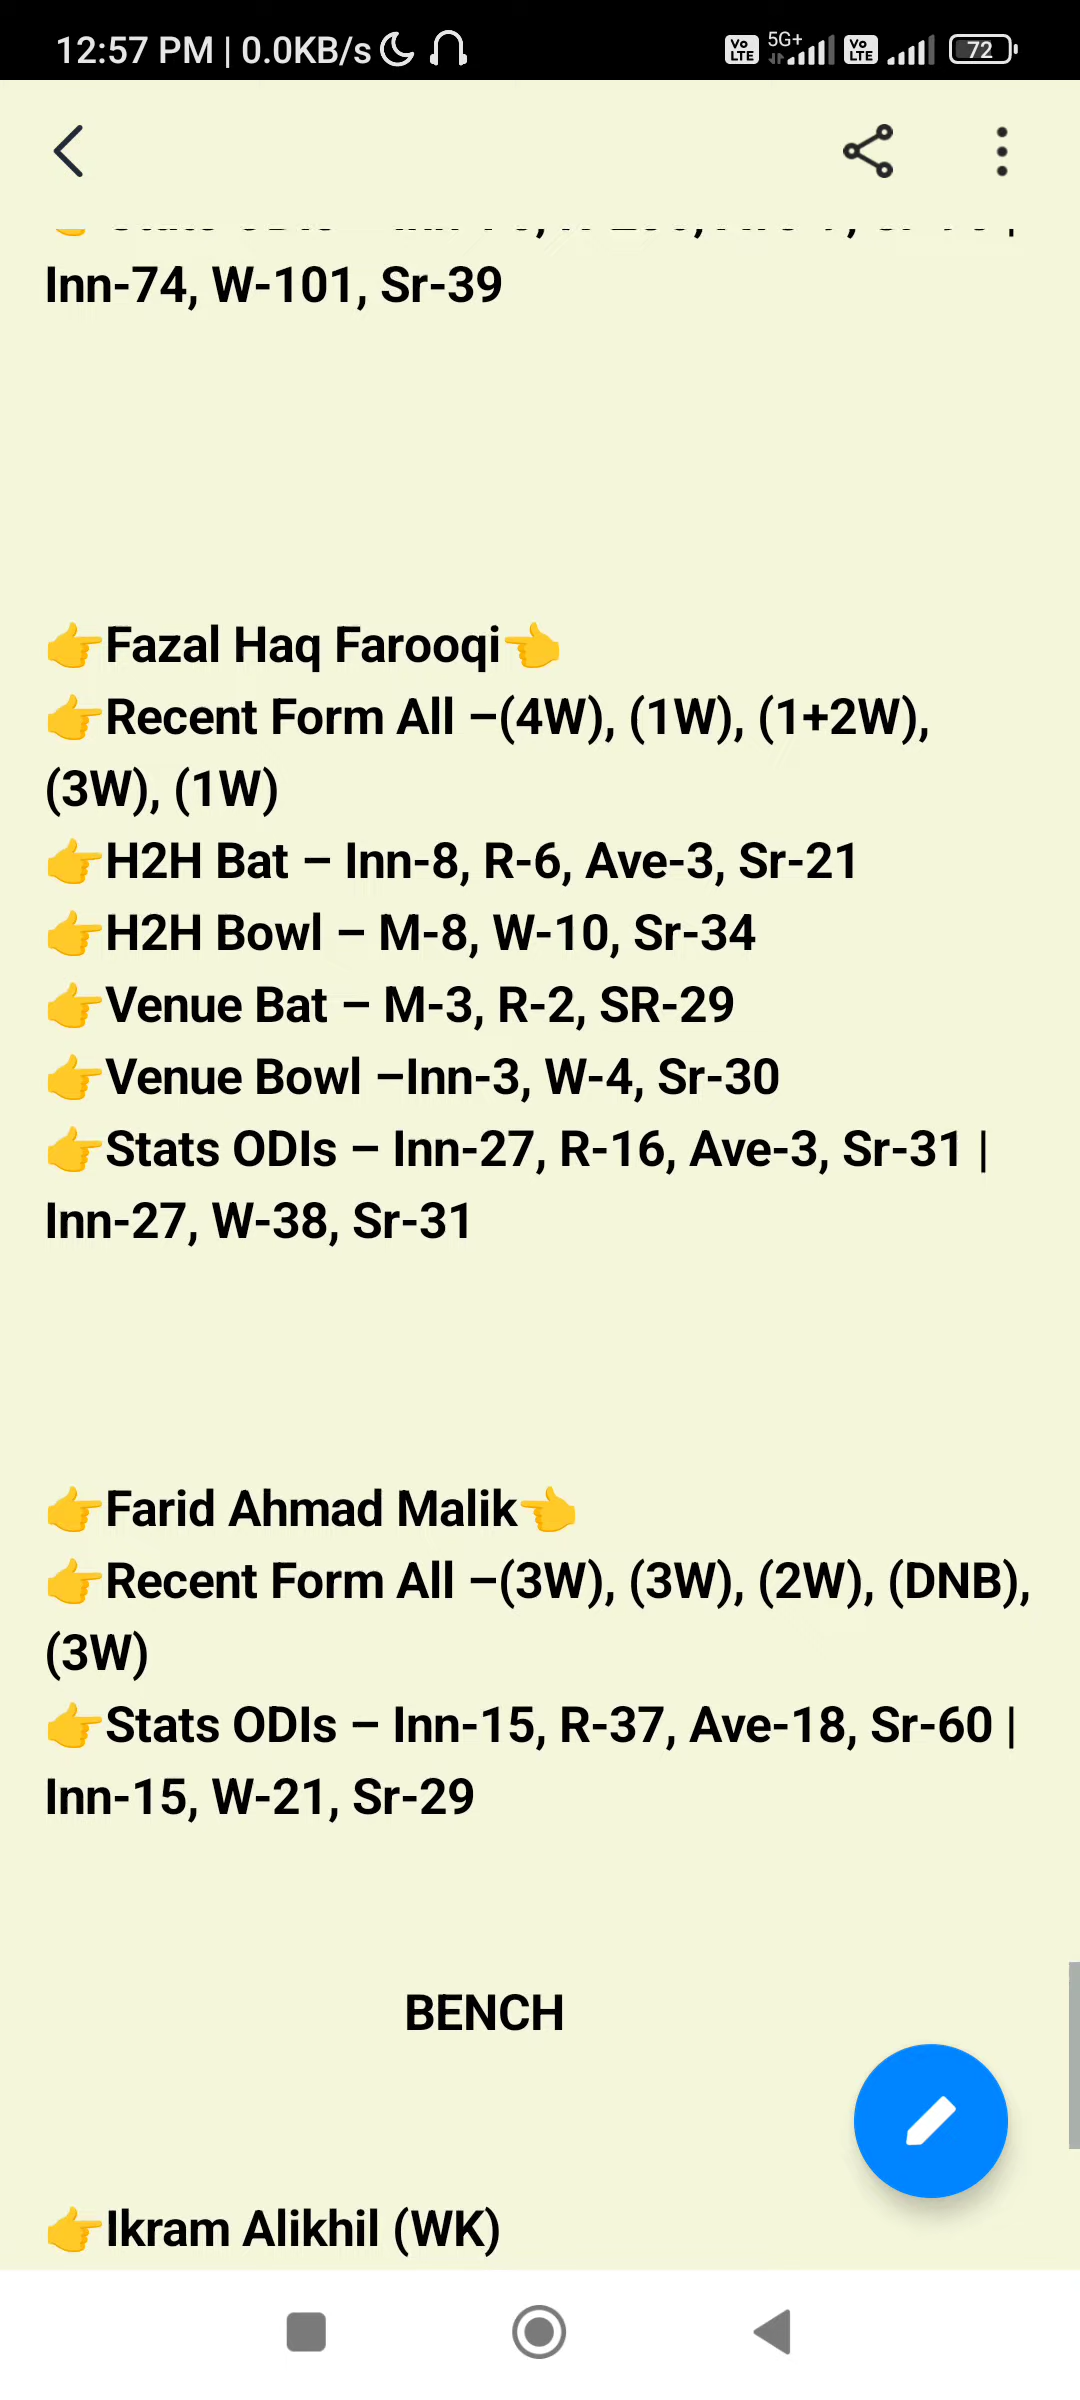 12:57 PM | 0.0KB/s Vo LTE 5G+ Vo LTE 72
Inn-74, W-101, Sr-39
👉Fazal Haq Farooqi👈
👉Recent Form All –(4W), (1W), (1+2W),
(3W), (1W)
👉H2H Bat – Inn-8, R-6, Ave-3, Sr-21
👉H2H Bowl – M-8, W-10, Sr-34
👉Venue Bat – M-3, R-2, SR-29
👉Venue Bowl –Inn-3, W-4, Sr-30
👉Stats ODIs – Inn-27, R-16, Ave-3, Sr-31 |
Inn-27, W-38, Sr-31
👉Farid Ahmad Malik👈
👉Recent Form All –(3W), (3W), (2W), (DNB),
(3W)
👉Stats ODIs – Inn-15, R-37, Ave-18, Sr-60 |
Inn-15, W-21, Sr-29
BENCH
👉Ikram Alikhil (WK)